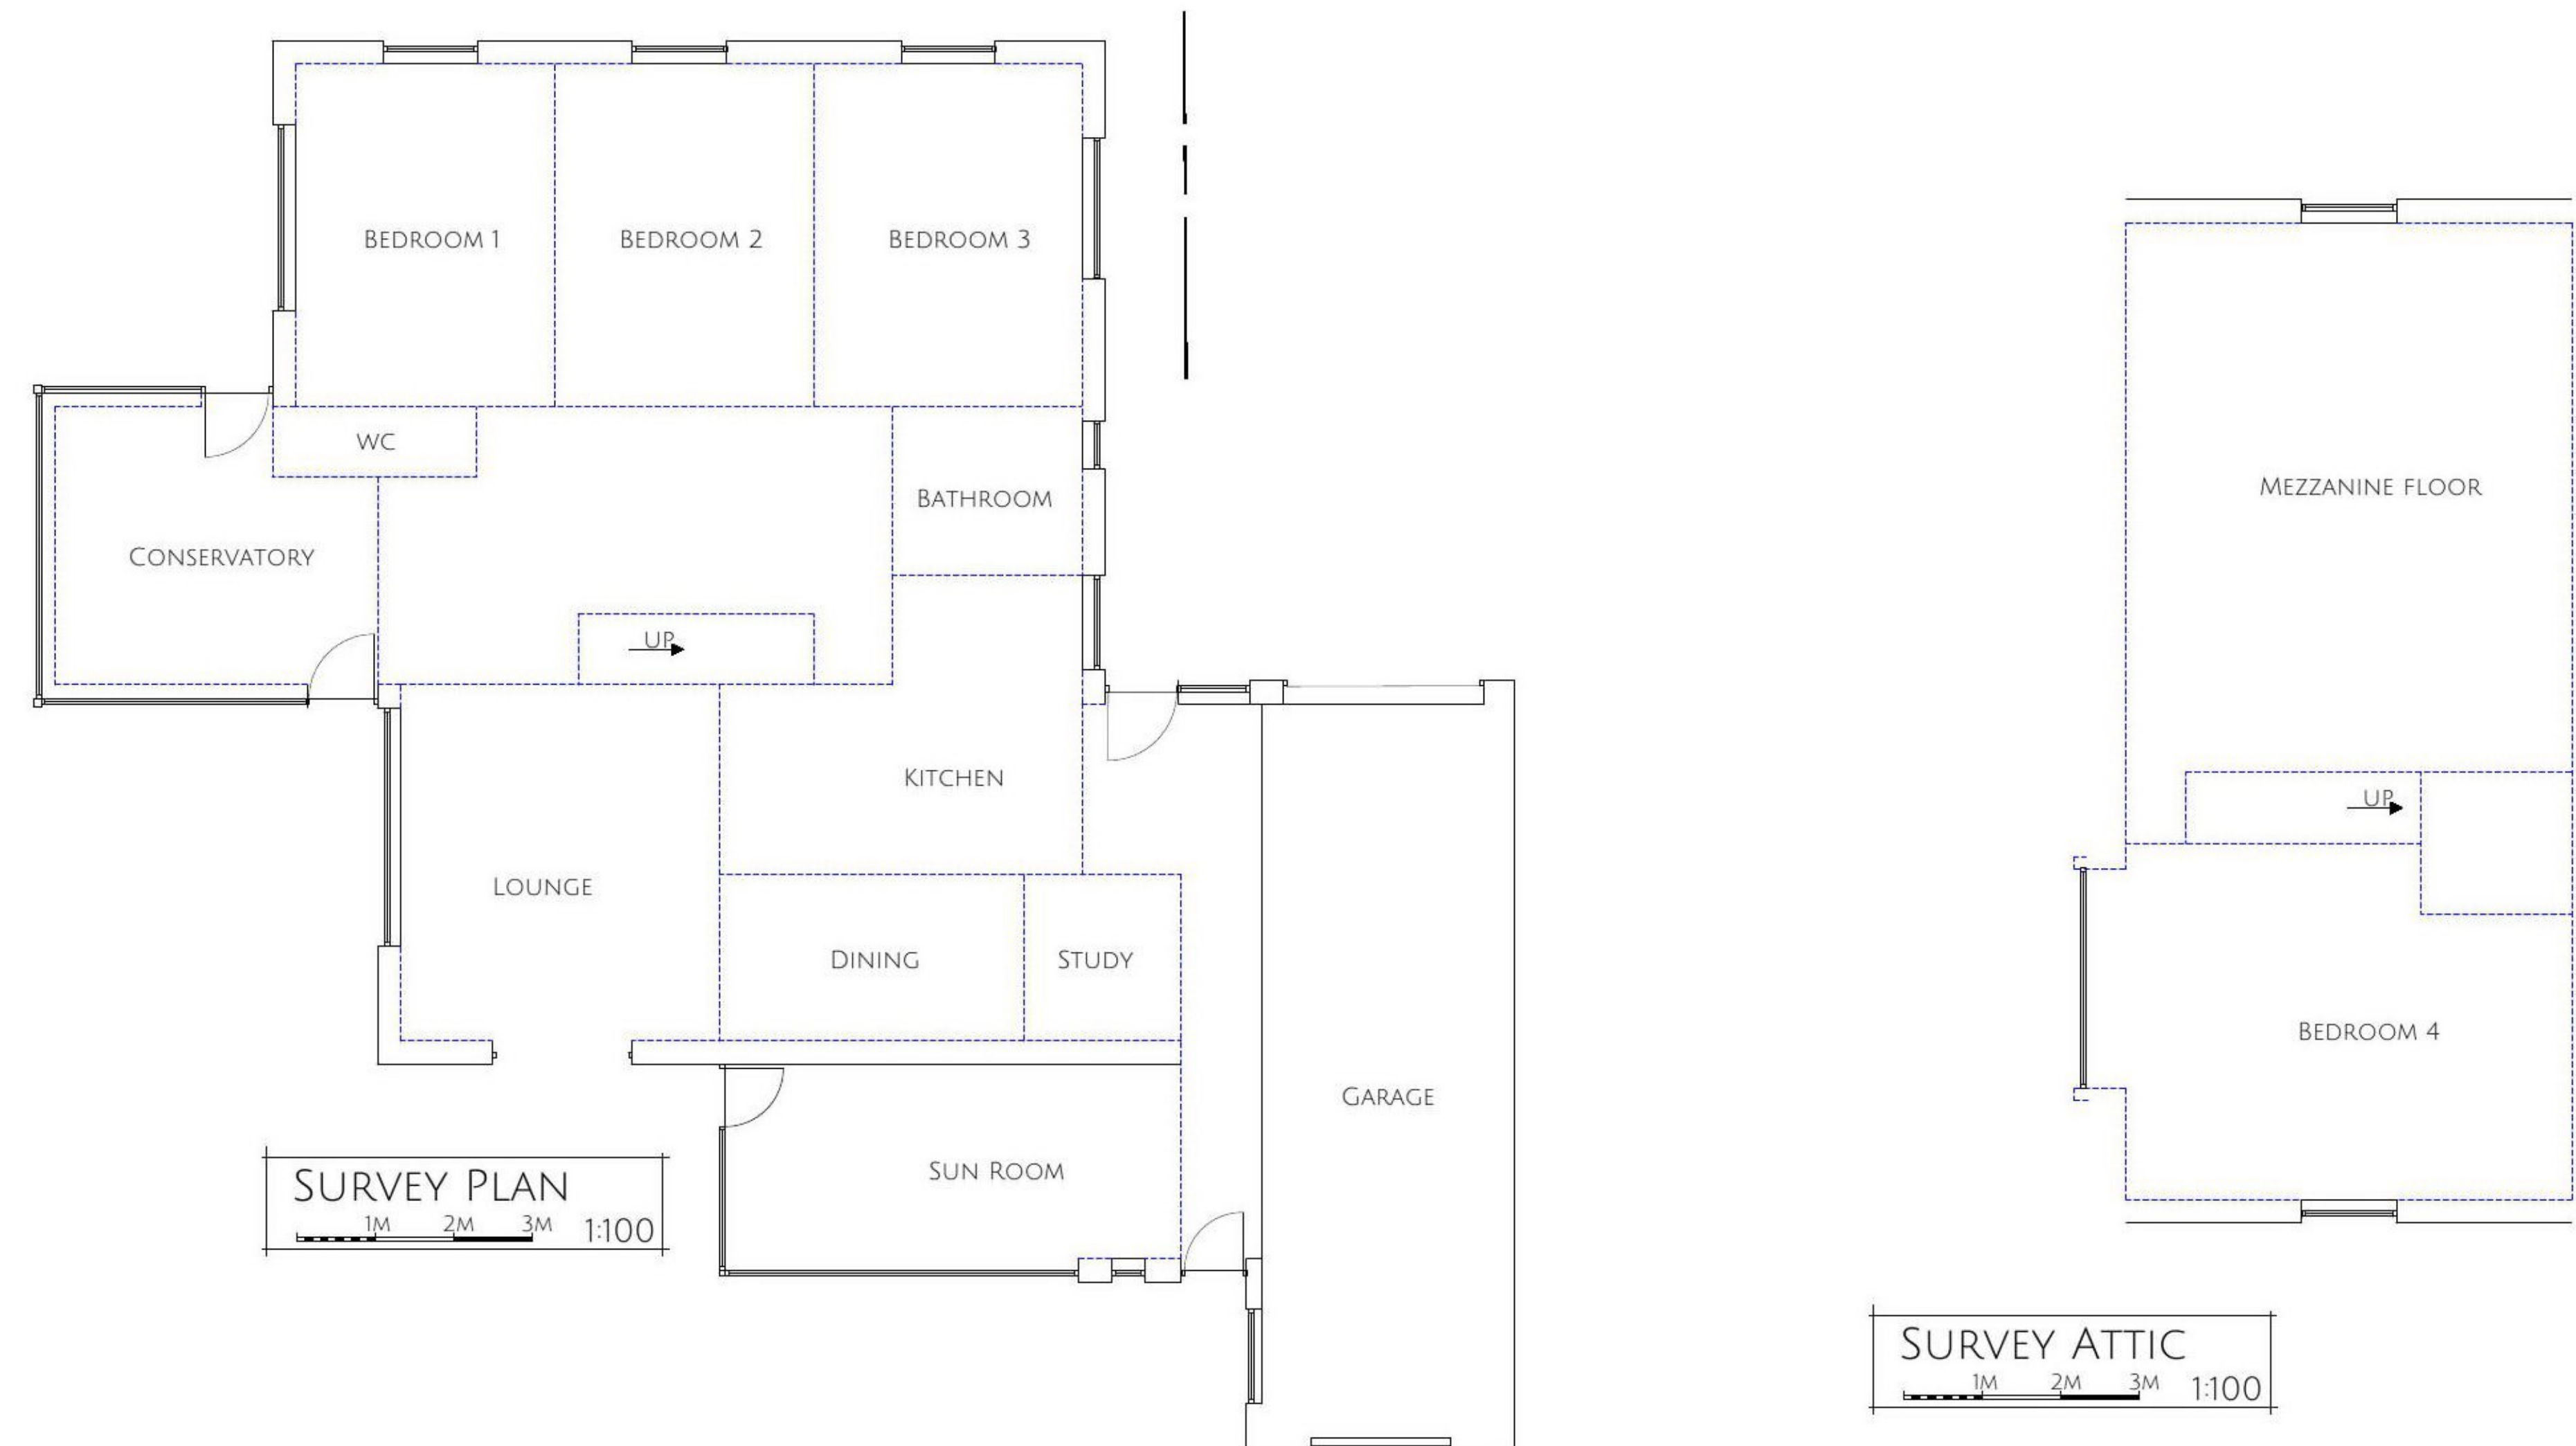 Bedroom 1
Bedroom 2
Bedroom 3
WC
Bathroom
Conservatory
UP
Kitchen
Lounge
Dining
Study
Garage
Sun Room
Survey Plan
1M 2M 3M 1:100
Mezzanine floor
UP
Bedroom 4
Survey Attic
1M 2M 3M 1:100